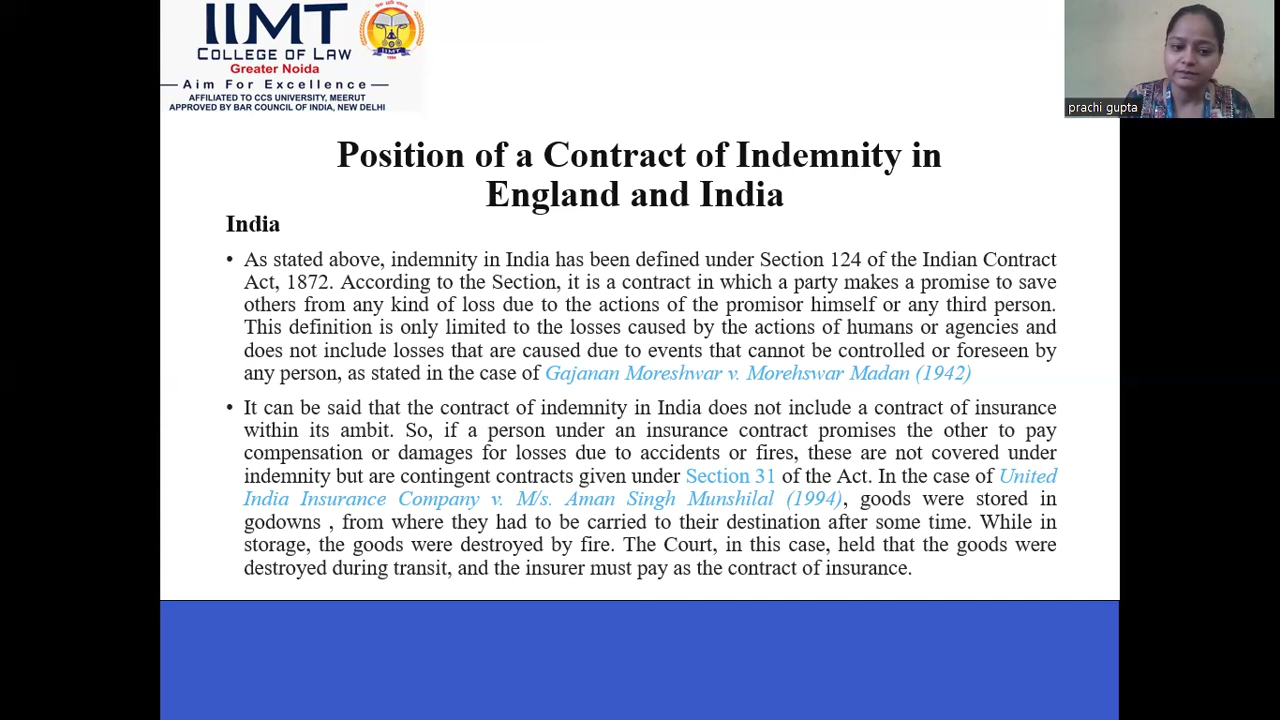 IIMT
COLLEGE OF LAW
Greater Noida
Aim For Excellence
AFFILIATED TO CCS UNIVERSITY, MEERUT
APPROVED BY BAR COUNCIL OF INDIA, NEW DELHI
IIMT
prachi gupta
Position of a Contract of Indemnity in
England and India
India
• As stated above, indemnity in India has been defined under Section 124 of the Indian Contract
Act, 1872. According to the Section, it is a contract in which a party makes a promise to save
others from any kind of loss due to the actions of the promisor himself or any third person.
This definition is only limited to the losses caused by the actions of humans or agencies and
does not include losses that are caused due to events that cannot be controlled or foreseen by
any person, as stated in the case of Gajanan Moreshwar v. Morehswar Madan (1942)
• It can be said that the contract of indemnity in India does not include a contract of insurance
within its ambit. So, if a person under an insurance contract promises the other to pay
compensation or damages for losses due to accidents or fires, these are not covered under
indemnity but are contingent contracts given under Section 31 of the Act. In the case of United
India Insurance Company v. M/s. Aman Singh Munshilal (1994), goods were stored in
godowns , from where they had to be carried to their destination after some time. While in
storage, the goods were destroyed by fire. The Court, in this case, held that the goods were
destroyed during transit, and the insurer must pay as the contract of insurance.